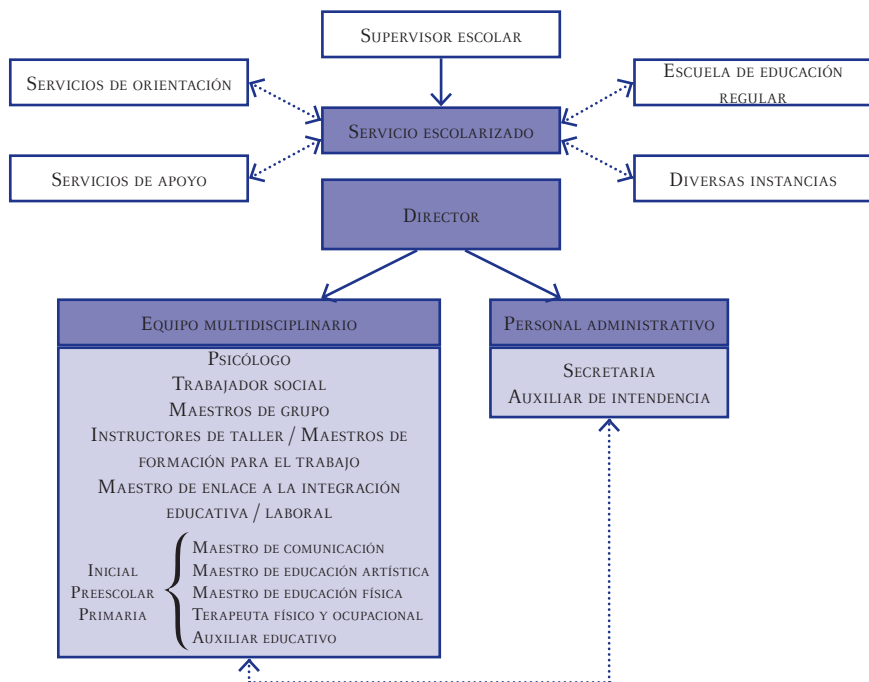 Supervisor escolar
Servicios de orientación
Escuela de educación
regular
Servicio escolarizado
Servicios de apoyo
Diversas instancias
Director
Equipo multidisciplinario
Personal administrativo
Psicólogo
Trabajador social
Maestros de grupo
Instructores de taller / Maestros de
formación para el trabajo
Maestro de enlace a la integración
educativa / laboral
Secretaria
Auxiliar de intendencia
Inicial
Preescolar
Primaria
Maestro de comunicación
Maestro de educación artística
Maestro de educación física
Terapeuta físico y ocupacional
Auxiliar educativo